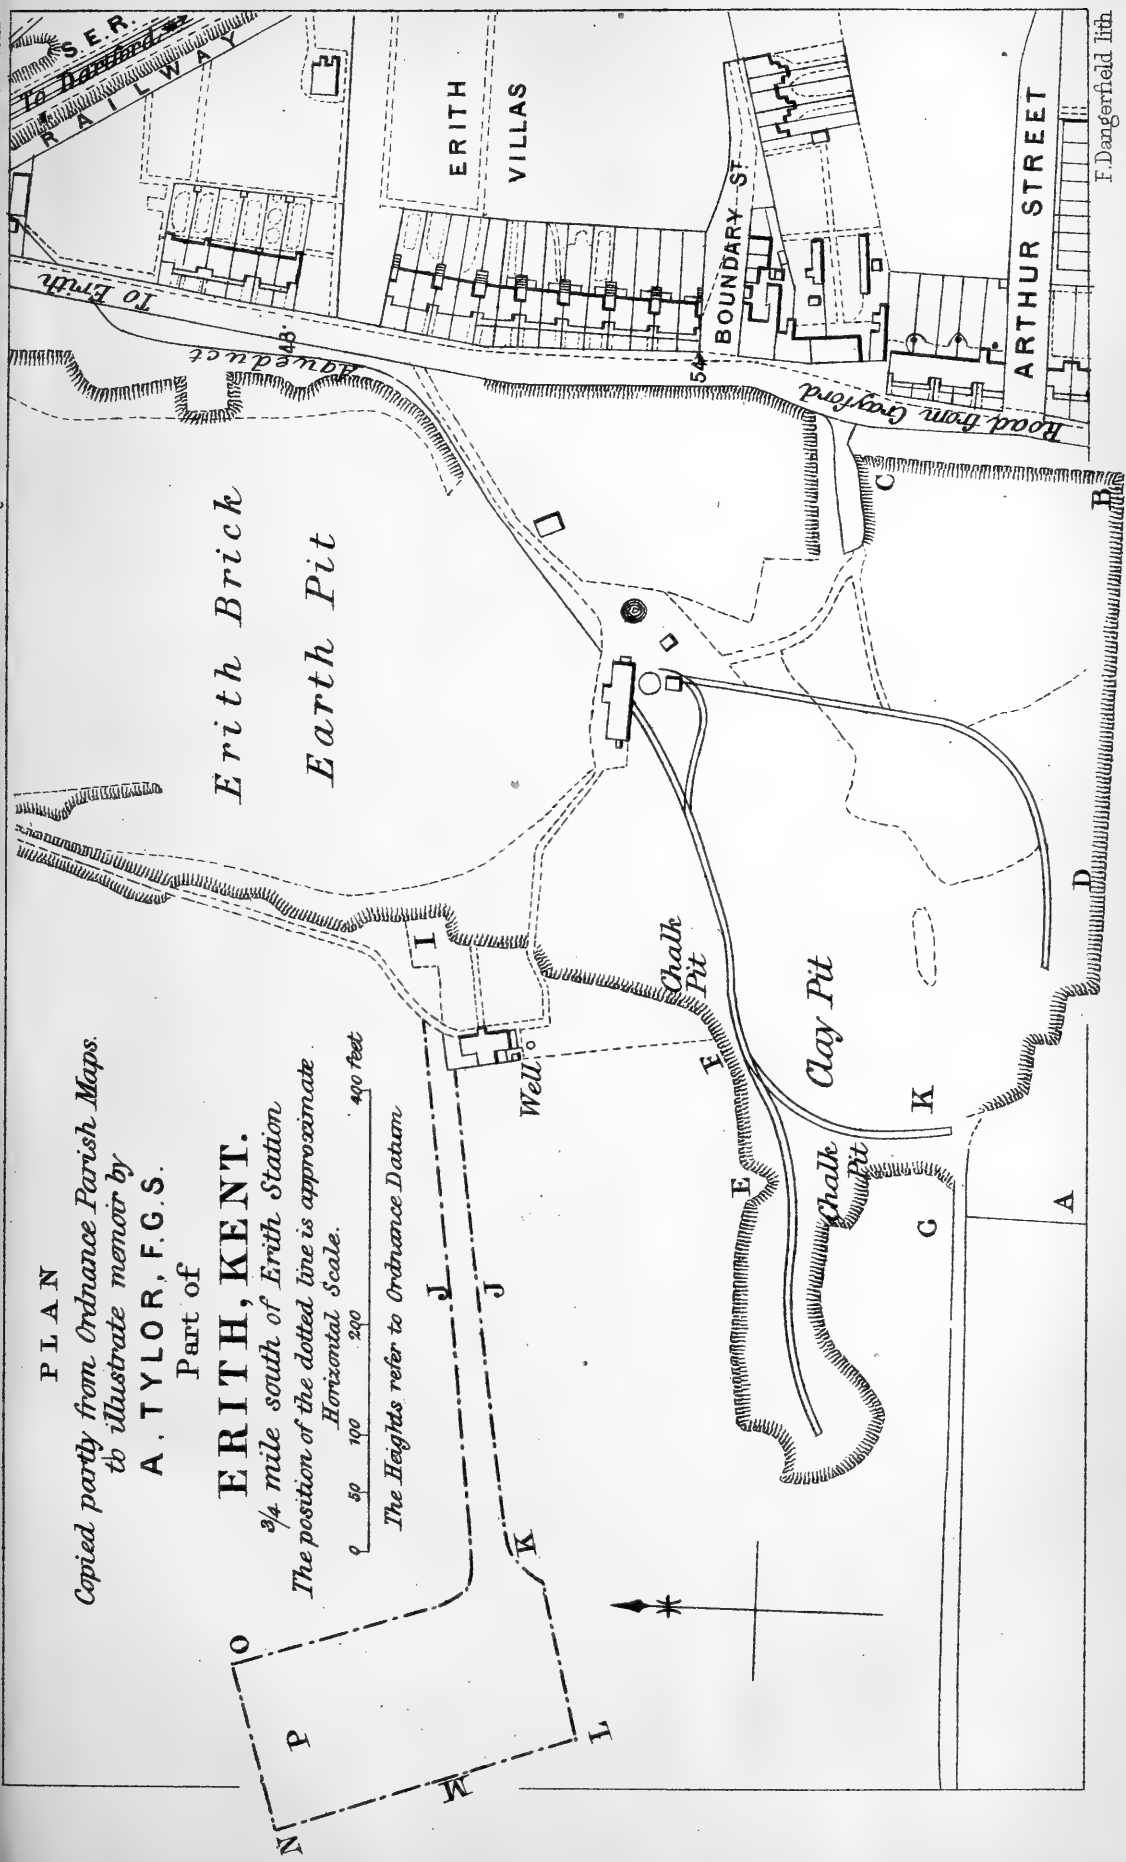 PLAN
Copied partly from Ordnance Parish Maps.
to illustrate memoir by
A. TYLOR, F.G.S.
Part of
ERITH, KENT.
3/4 mile south of Erith Station
The position of the dotted line is approximate
Horizontal Scale.
0 50 100 200 400 feet
The Heights refer to Ordnance Datum
S.E.R.
To Dartford
RAILWAY
To Erith
48.
Aqueduct
ERITH
VILLAS
BOUNDARY ST
54
Road from Crayford
ARTHUR STREET
Erith Brick
Earth Pit
Well
Chalk
Pit
Clay Pit
Chalk
Pit
A
B
C
D
E
F
G
I
J
J
K
K
L
M
N
O
P
F. Dangerfield lith